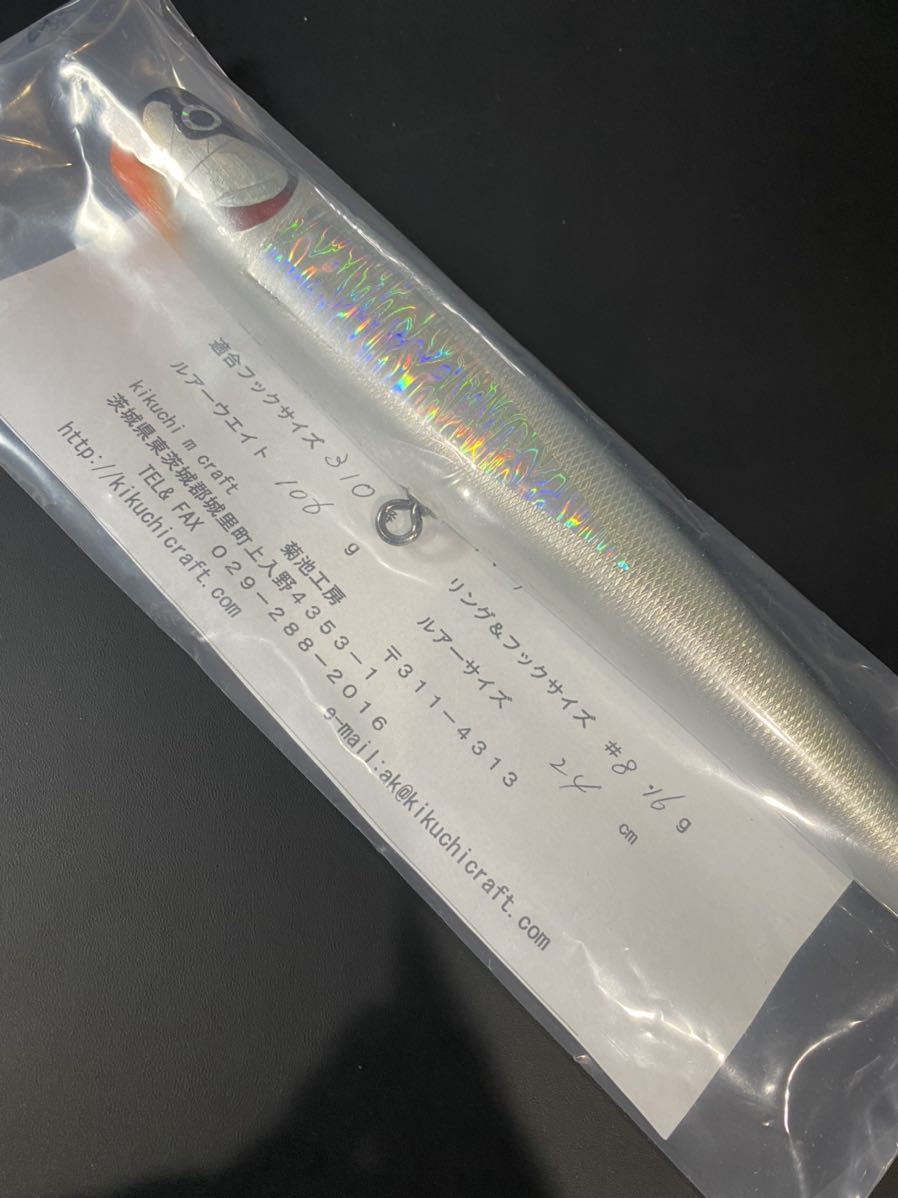 適合フックサイズ 310 g リング&フックサイズ #8 %16 g
ルアーウエイト 106 g ルアーサイズ 24 cm
kikuchi m craft 菊池工房 〒311-4313
茨城県東茨城郡城里町上入野4353-1
TEL& FAX 029-288-2016
http://kikuchicraft.com e-mail:ak@kikuchicraft.com